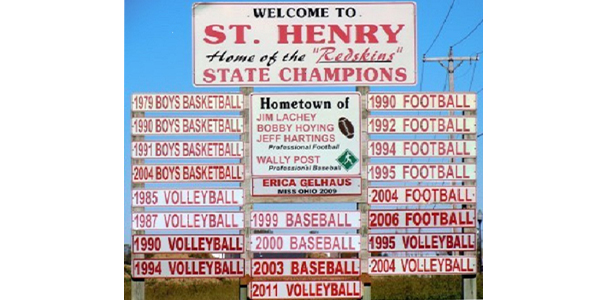 WELCOME TO
ST. HENRY
Home of the "Redskins"
STATE CHAMPIONS
1979 BOYS BASKETBALL
1990 BOYS BASKETBALL
1991 BOYS BASKETBALL
2004 BOYS BASKETBALL
1985 VOLLEYBALL
1987 VOLLEYBALL
1990 VOLLEYBALL
1994 VOLLEYBALL
Hometown of
JIM LACHEY
BOBBY HOYING
JEFF HARTINGS
Professional Football
WALLY POST
Professional Baseball
ERICA GELHAUS
MISS OHIO 2009
1999 BASEBALL
2000 BASEBALL
2003 BASEBALL
2011 VOLLEYBALL
1990 FOOTBALL
1992 FOOTBALL
1994 FOOTBALL
1995 FOOTBALL
2004 FOOTBALL
2006 FOOTBALL
1995 VOLLEYBALL
2004 VOLLEYBALL